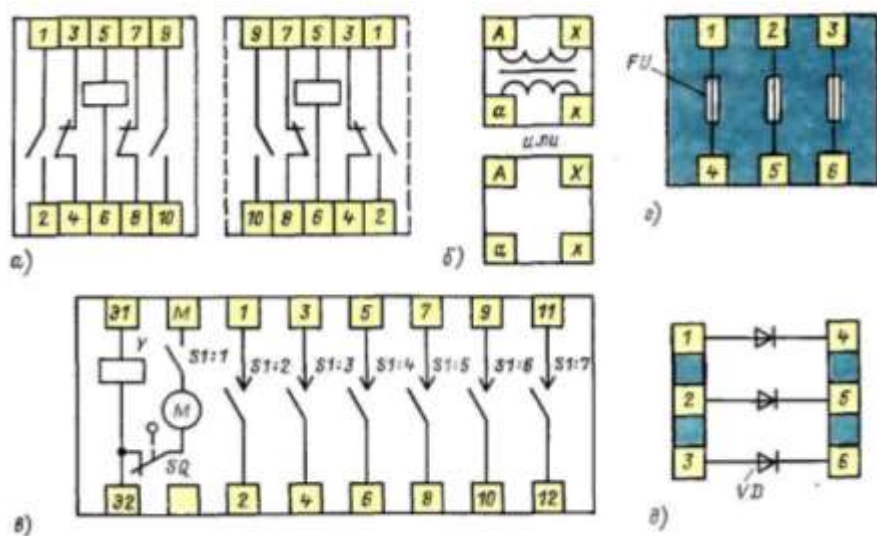 1 3 5 7 9
2 4 6 8 10
9 7 5 3 1
10 8 6 4 2
а)
A X
a x
или
A X
a x
б)
1 2 3
FU
4 5 6
г)
Э1 M 1 3 5 7 9 11
Y S1:1 S1:2 S1:3 S1:4 S1:5 S1:6 S1:7
M
SQ
Э2 2 4 6 8 10 12
в)
1 4
2 5
3 6
VD
д)